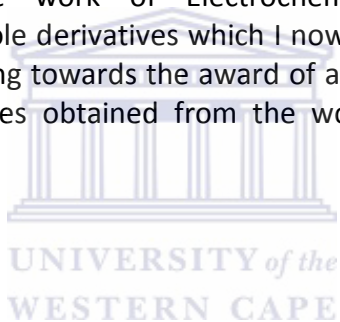 work of Electrochem
ole derivatives which I now
ng towards the award of a
es obtained from the wo
UNIVERSITY of the
WESTERN CAPE